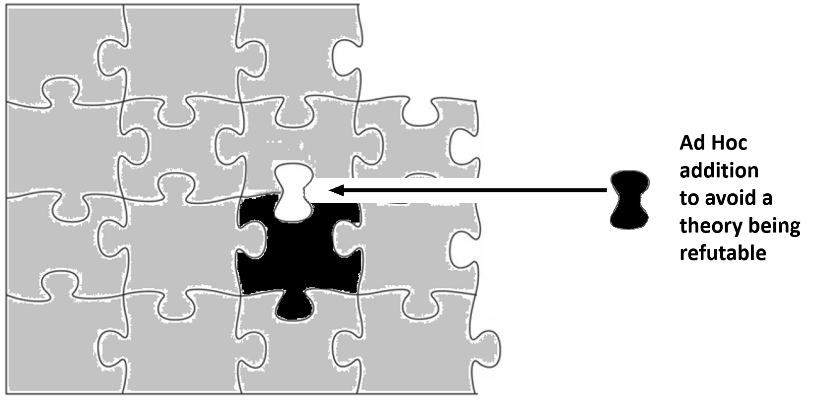 Ad Hoc
addition
to avoid a
theory being
refutable